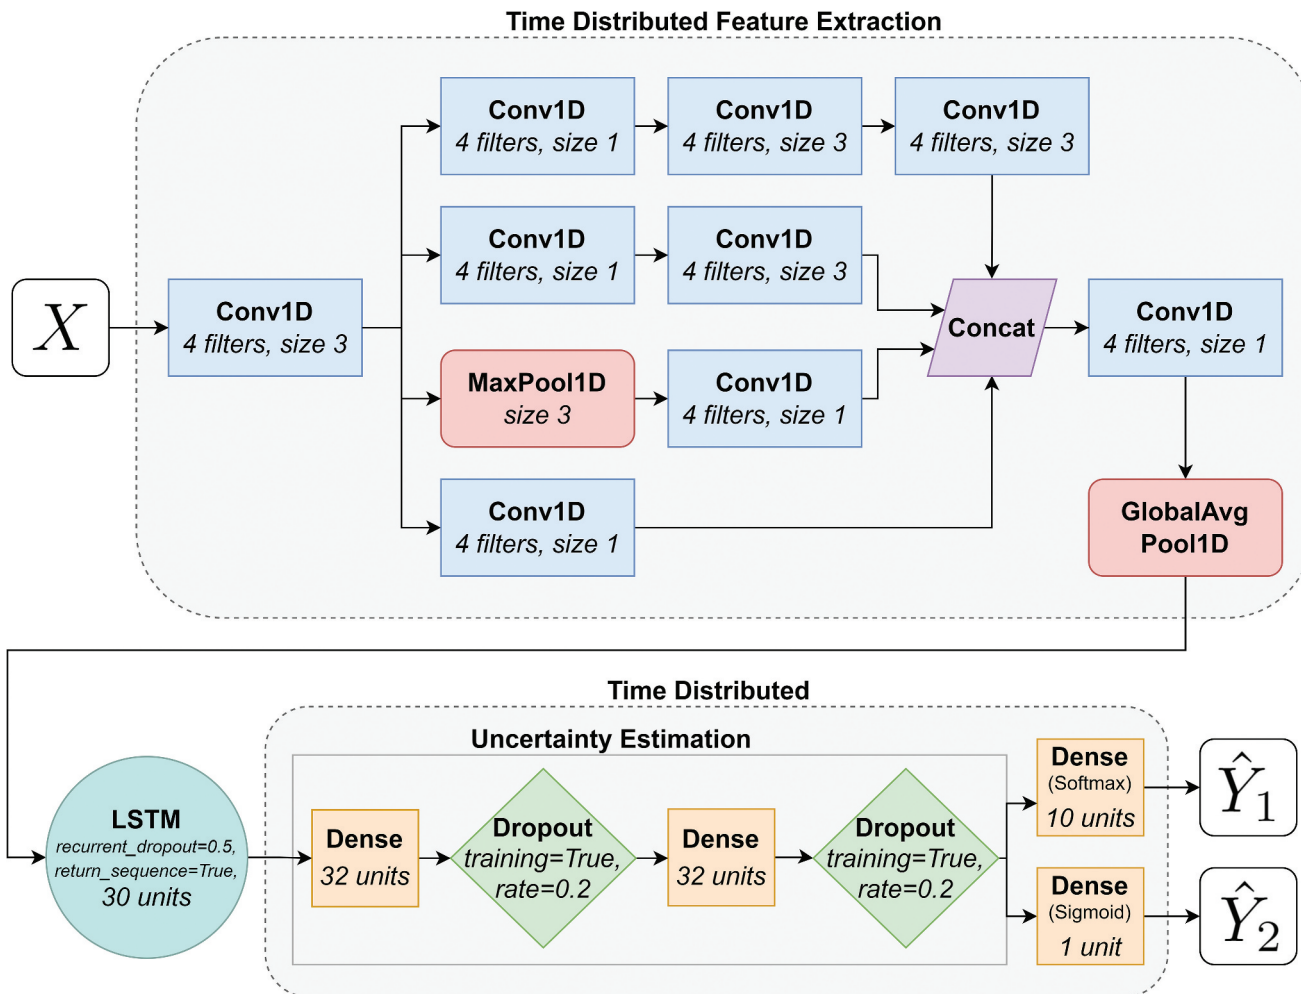 Time Distributed Feature Extraction
Conv1D
4 filters, size 1
Conv1D
4 filters, size 3
Conv1D
4 filters, size 3
Conv1D
4 filters, size 1
Conv1D
4 filters, size 3
X
Conv1D
4 filters, size 3
Concat
Conv1D
4 filters, size 1
MaxPool1D
size 3
Conv1D
4 filters, size 1
Conv1D
4 filters, size 1
GlobalAvg
Pool1D
Time Distributed
Uncertainty Estimation
LSTM
recurrent_dropout=0.5,
return_sequence=True,
30 units
Dense
32 units
Dropout
training=True,
rate=0.2
Dense
32 units
Dropout
training=True,
rate=0.2
Dense
(Softmax)
10 units
Ŷ₁
Dense
(Sigmoid)
1 unit
Ŷ₂